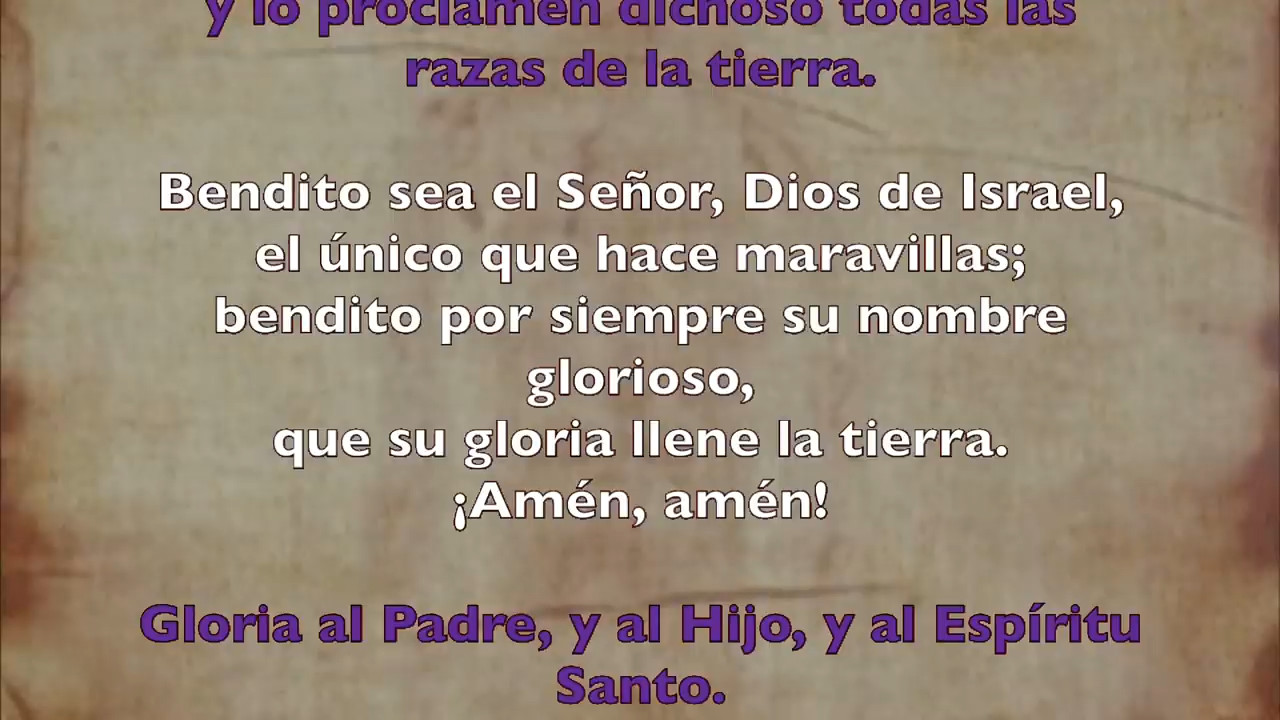 y lo proclamen dichoso todas las
razas de la tierra.
Bendito sea el Señor, Dios de Israel,
el único que hace maravillas;
bendito por siempre su nombre
glorioso,
que su gloria llene la tierra.
¡Amén, amén!
Gloria al Padre, y al Hijo, y al Espíritu
Santo.